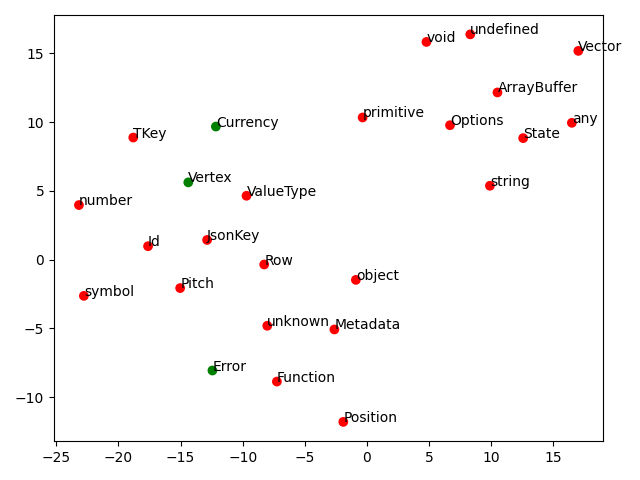 undefined
void
Vector
ArrayBuffer
primitive
Options
any
Currency
State
TKey
Vertex
string
ValueType
number
JsonKey
Id
Row
object
Pitch
symbol
unknown
Metadata
Error
Function
Position
15
10
5
0
−5
−10
−25
−20
−15
−10
−5
0
5
10
15